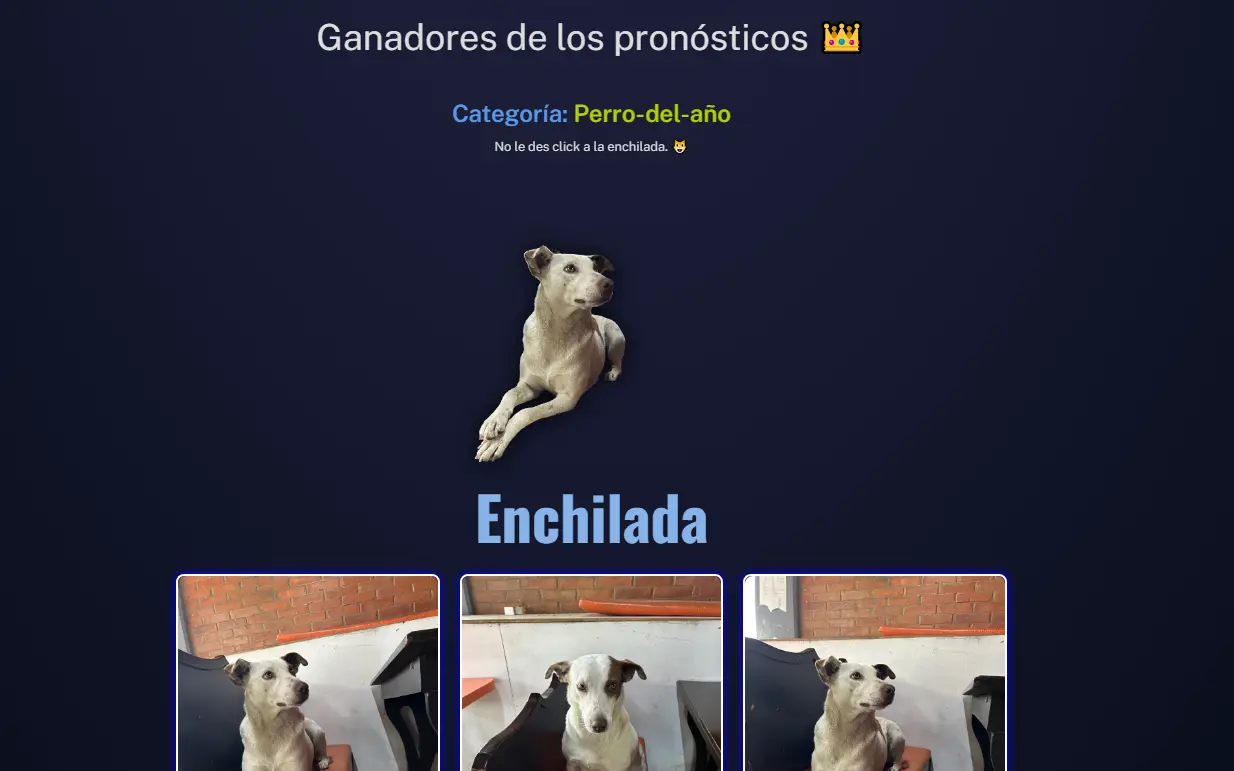 Ganadores de los pronósticos 👑
Categoría: Perro-del-año
No le des click a la enchilada. 😺
Enchilada